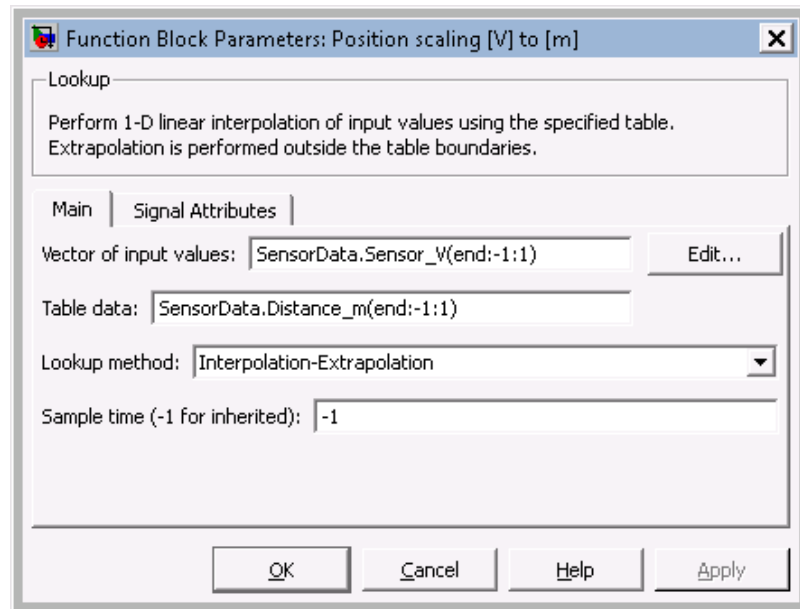 Function Block Parameters: Position scaling [V] to [m]
Lookup
Perform 1-D linear interpolation of input values using the specified table.
Extrapolation is performed outside the table boundaries.
Main Signal Attributes
Vector of input values: SensorData.Sensor_V(end:-1:1) Edit...
Table data: SensorData.Distance_m(end:-1:1)
Lookup method: Interpolation-Extrapolation
Sample time (-1 for inherited): -1
OK Cancel Help Apply